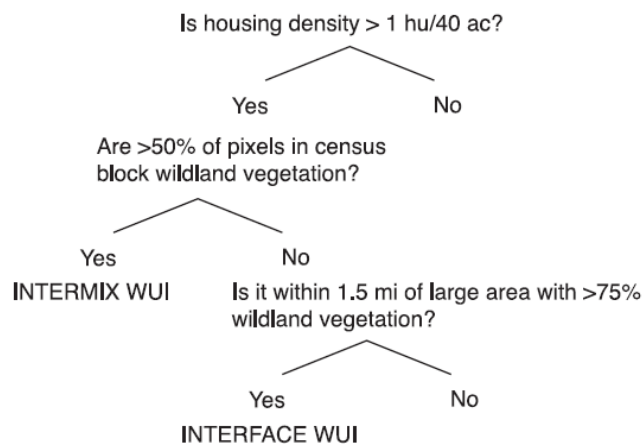 Is housing density > 1 hu/40 ac?
Yes
No
Are >50% of pixels in census
block wildland vegetation?
Yes
No
INTERMIX WUI
Is it within 1.5 mi of large area with >75%
wildland vegetation?
Yes
No
INTERFACE WUI